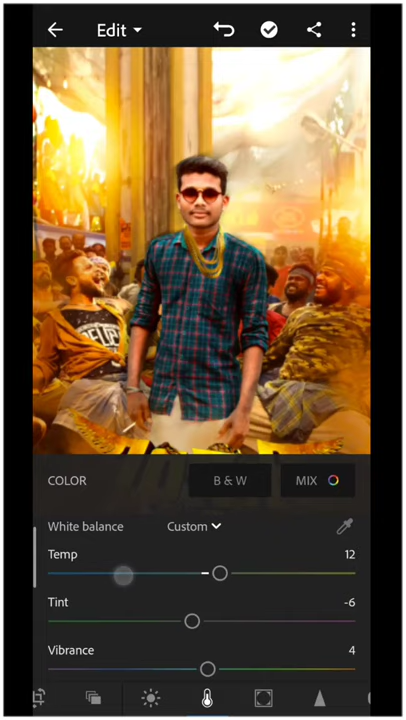 Edit
COLOR
B & W
MIX
White balance
Custom
Temp
12
Tint
-6
Vibrance
4